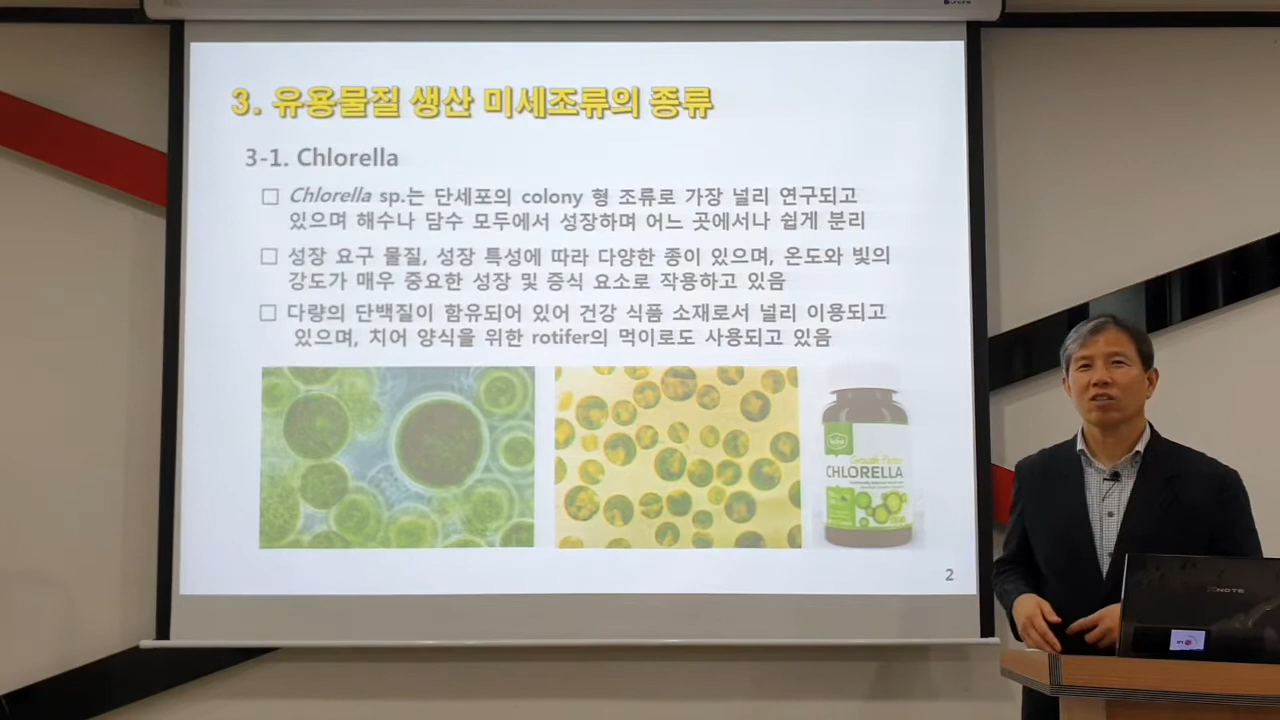 3. 유용물질 생산 미세조류의 종류
3-1. Chlorella
□ Chlorella sp.는 단세포의 colony 형 조류로 가장 널리 연구되고
있으며 해수나 담수 모두에서 성장하며 어느 곳에서나 쉽게 분리
□ 성장 요구 물질, 성장 특성에 따라 다양한 종이 있으며, 온도와 빛의
강도가 매우 중요한 성장 및 증식 요소로 작용하고 있음
□ 다량의 단백질이 함유되어 있어 건강 식품 소재로서 널리 이용되고
있으며, 치어 양식을 위한 rotifer의 먹이로도 사용되고 있음
Growth Factor
CHLORELLA
2
XNOTE